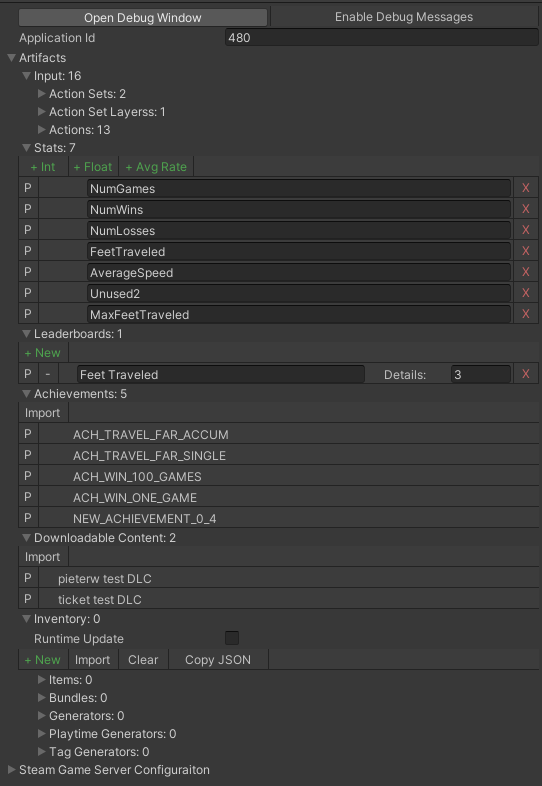 Open Debug Window Enable Debug Messages
Application Id 480
Artifacts
Input: 16
Action Sets: 2
Action Set Layerss: 1
Actions: 13
Stats: 7
+ Int + Float + Avg Rate
P NumGames X
P NumWins X
P NumLosses X
P FeetTraveled X
P AverageSpeed X
P Unused2 X
P MaxFeetTraveled X
Leaderboards: 1
+ New
P - Feet Traveled Details: 3 X
Achievements: 5
Import
P ACH_TRAVEL_FAR_ACCUM
P ACH_TRAVEL_FAR_SINGLE
P ACH_WIN_100_GAMES
P ACH_WIN_ONE_GAME
P NEW_ACHIEVEMENT_0_4
Downloadable Content: 2
Import
P pieterw test DLC
P ticket test DLC
Inventory: 0
Runtime Update
+ New Import Clear Copy JSON
Items: 0
Bundles: 0
Generators: 0
Playtime Generators: 0
Tag Generators: 0
Steam Game Server Configuraiton